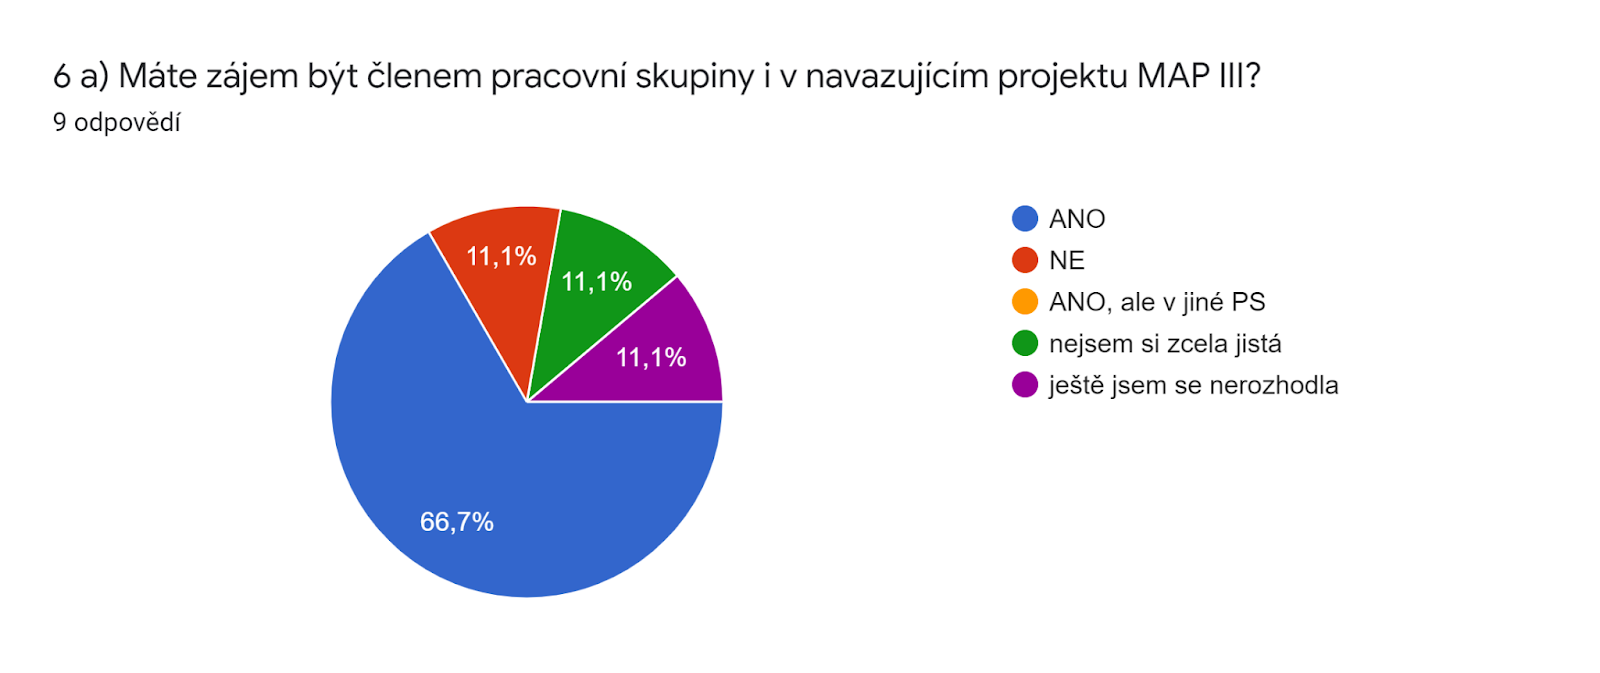 6 a) Máte zájem být členem pracovní skupiny i v navazujícím projektu MAP III?
9 odpovědí
11,1%
11,1%
11,1%
66,7%
ANO
NE
ANO, ale v jiné PS
nejsem si zcela jistá
ještě jsem se nerozhodla